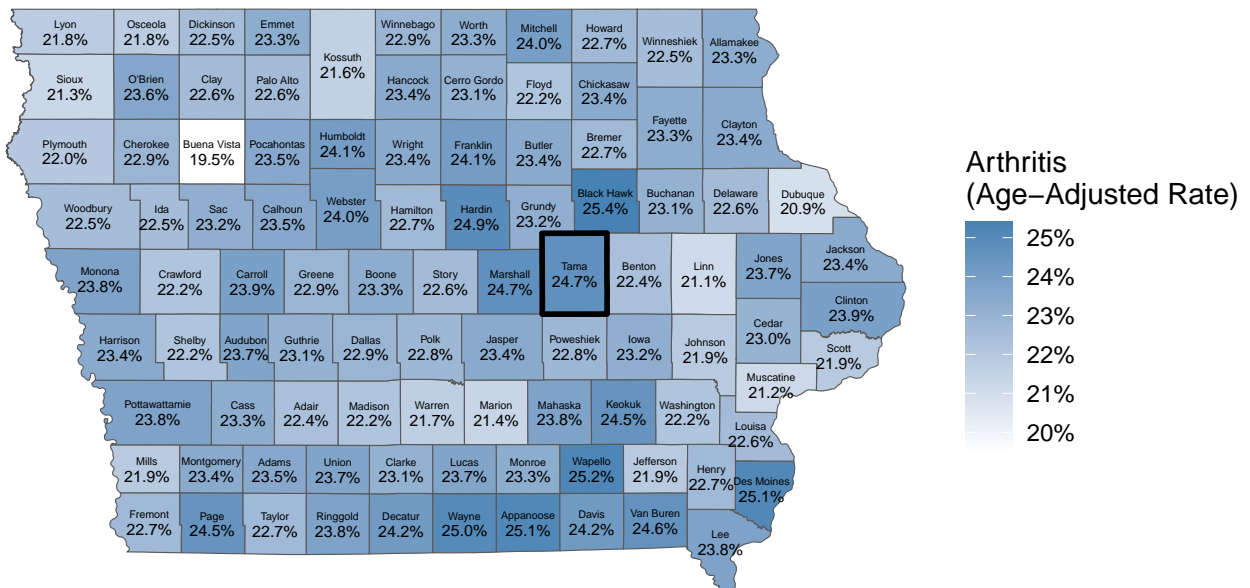 Lyon
21.8%
Osceola
21.8%
Dickinson
22.5%
Emmet
23.3%
Kossuth
21.6%
Winnebago
22.9%
Worth
23.3%
Mitchell
24.0%
Howard
22.7%
Winneshiek
22.5%
Allamakee
23.3%
Sioux
21.3%
O'Brien
23.6%
Clay
22.6%
Palo Alto
22.6%
Hancock
23.4%
Cerro Gordo
23.1%
Floyd
22.2%
Chickasaw
23.4%
Fayette
23.3%
Clayton
23.4%
Plymouth
22.0%
Cherokee
22.9%
Buena Vista
19.5%
Pocahontas
23.5%
Humboldt
24.1%
Wright
23.4%
Franklin
24.1%
Butler
23.4%
Bremer
22.7%
Woodbury
22.5%
Ida
22.5%
Sac
23.2%
Calhoun
23.5%
Webster
24.0%
Hamilton
22.7%
Hardin
24.9%
Grundy
23.2%
Black Hawk
25.4%
Buchanan
23.1%
Delaware
22.6%
Dubuque
20.9%
Monona
23.8%
Crawford
22.2%
Carroll
23.9%
Greene
22.9%
Boone
23.3%
Story
22.6%
Marshall
24.7%
Tama
24.7%
Benton
22.4%
Linn
21.1%
Jones
23.7%
Jackson
23.4%
Clinton
23.9%
Harrison
23.4%
Shelby
22.2%
Audubon
23.7%
Guthrie
23.1%
Dallas
22.9%
Polk
22.8%
Jasper
23.4%
Poweshiek
22.8%
Iowa
23.2%
Johnson
21.9%
Cedar
23.0%
Scott
21.9%
Muscatine
21.2%
Pottawattamie
23.8%
Cass
23.3%
Adair
22.4%
Madison
22.2%
Warren
21.7%
Marion
21.4%
Mahaska
23.8%
Keokuk
24.5%
Washington
22.2%
Louisa
22.6%
Mills
21.9%
Montgomery
23.4%
Adams
23.5%
Union
23.7%
Clarke
23.1%
Lucas
23.7%
Monroe
23.3%
Wapello
25.2%
Jefferson
21.9%
Henry
22.7%
Des Moines
25.1%
Fremont
22.7%
Page
24.5%
Taylor
22.7%
Ringgold
23.8%
Decatur
24.2%
Wayne
25.0%
Appanoose
25.1%
Davis
24.2%
Van Buren
24.6%
Lee
23.8%
Arthritis
(Age−Adjusted Rate)
25%
24%
23%
22%
21%
20%